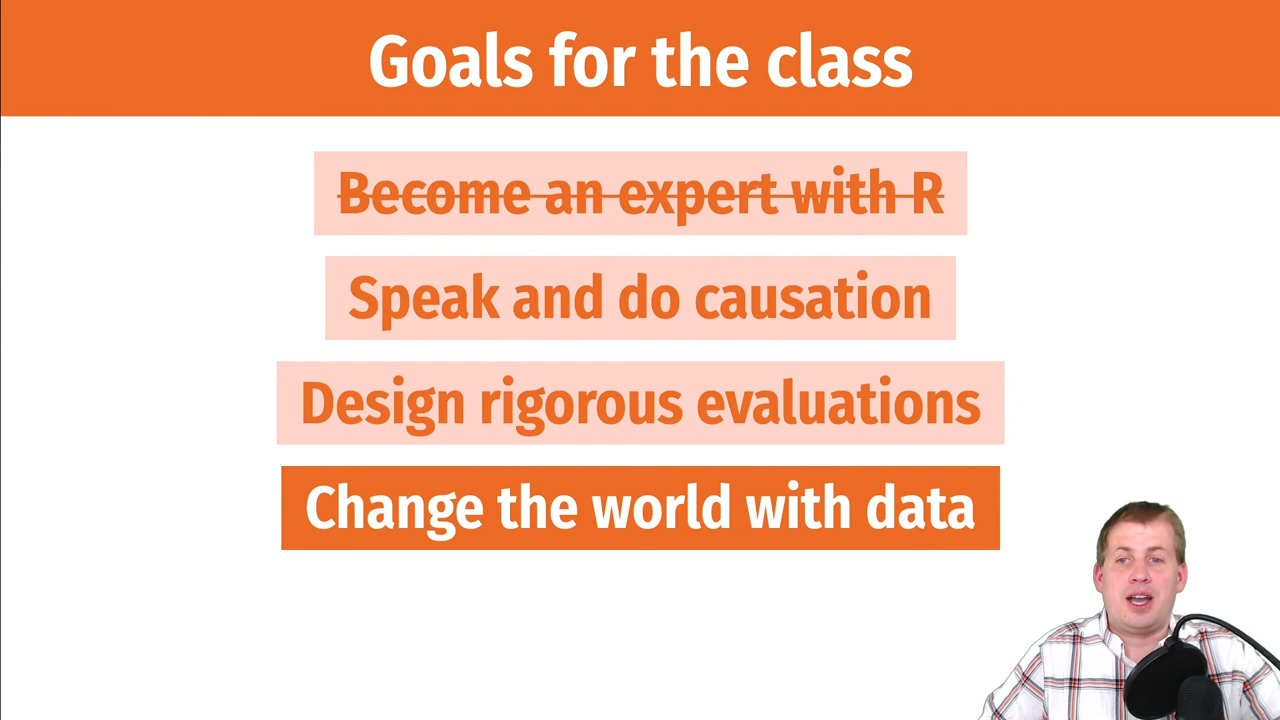 Goals for the class
Become an expert with R
Speak and do causation
Design rigorous evaluations
Change the world with data